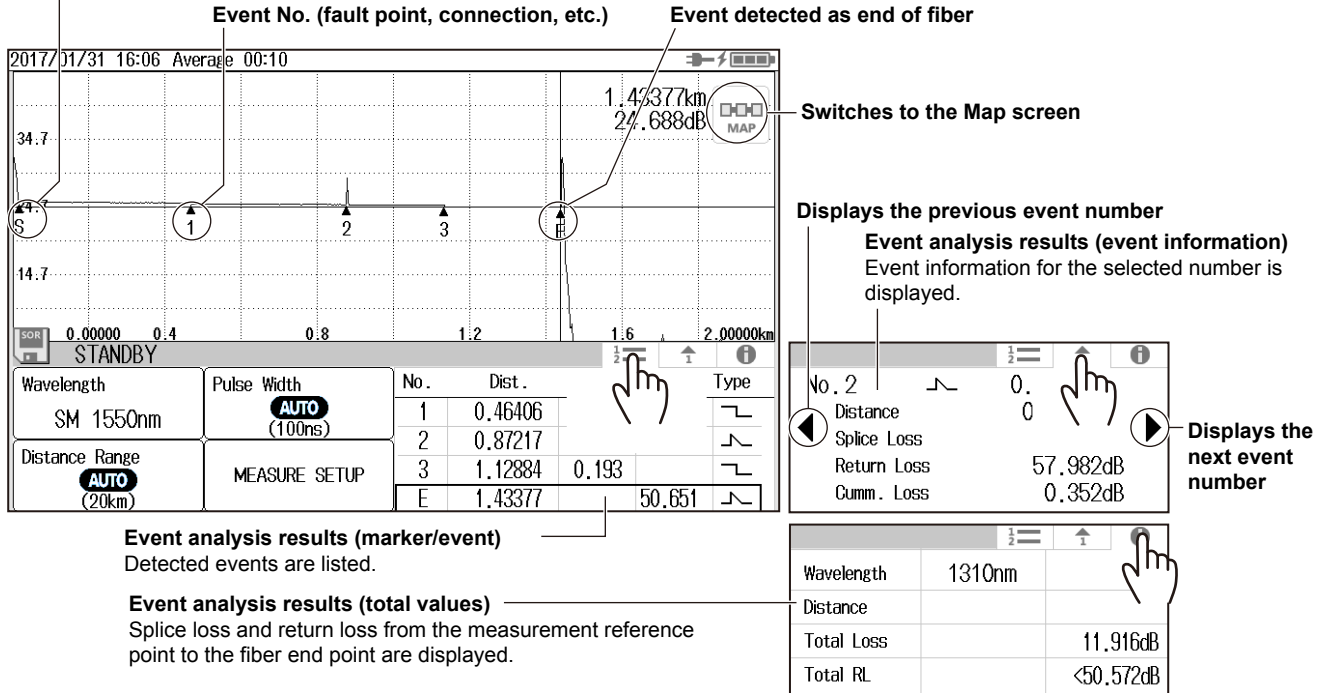 Event No. (fault point, connection, etc.)
Event detected as end of fiber
2017/01/31 16:06 Average 00:10
1.43377km
24.688dB
MAP
Switches to the Map screen
34.7
24.7
S
1
2
3
E
14.7
SOR
0.00000 0.4 0.8 1.2 1.6 2.00000km
STANDBY
Wavelength
SM 1550nm
Pulse Width
AUTO
(100ns)
Distance Range
AUTO
(20km)
MEASURE SETUP
No. Dist. Type
1 0.46406
2 0.87217
3 1.12884 0.193
E 1.43377 50.651
Displays the previous event number
Event analysis results (event information)
Event information for the selected number is
displayed.
1
2
1
No.2 0.
Distance 0
Splice Loss
Return Loss 57.982dB
Cumm. Loss 0.352dB
Displays the
next event
number
Event analysis results (marker/event)
Detected events are listed.
Event analysis results (total values)
Splice loss and return loss from the measurement reference
point to the fiber end point are displayed.
1
2
1
Wavelength 1310nm
Distance
Total Loss 11.916dB
Total RL <50.572dB